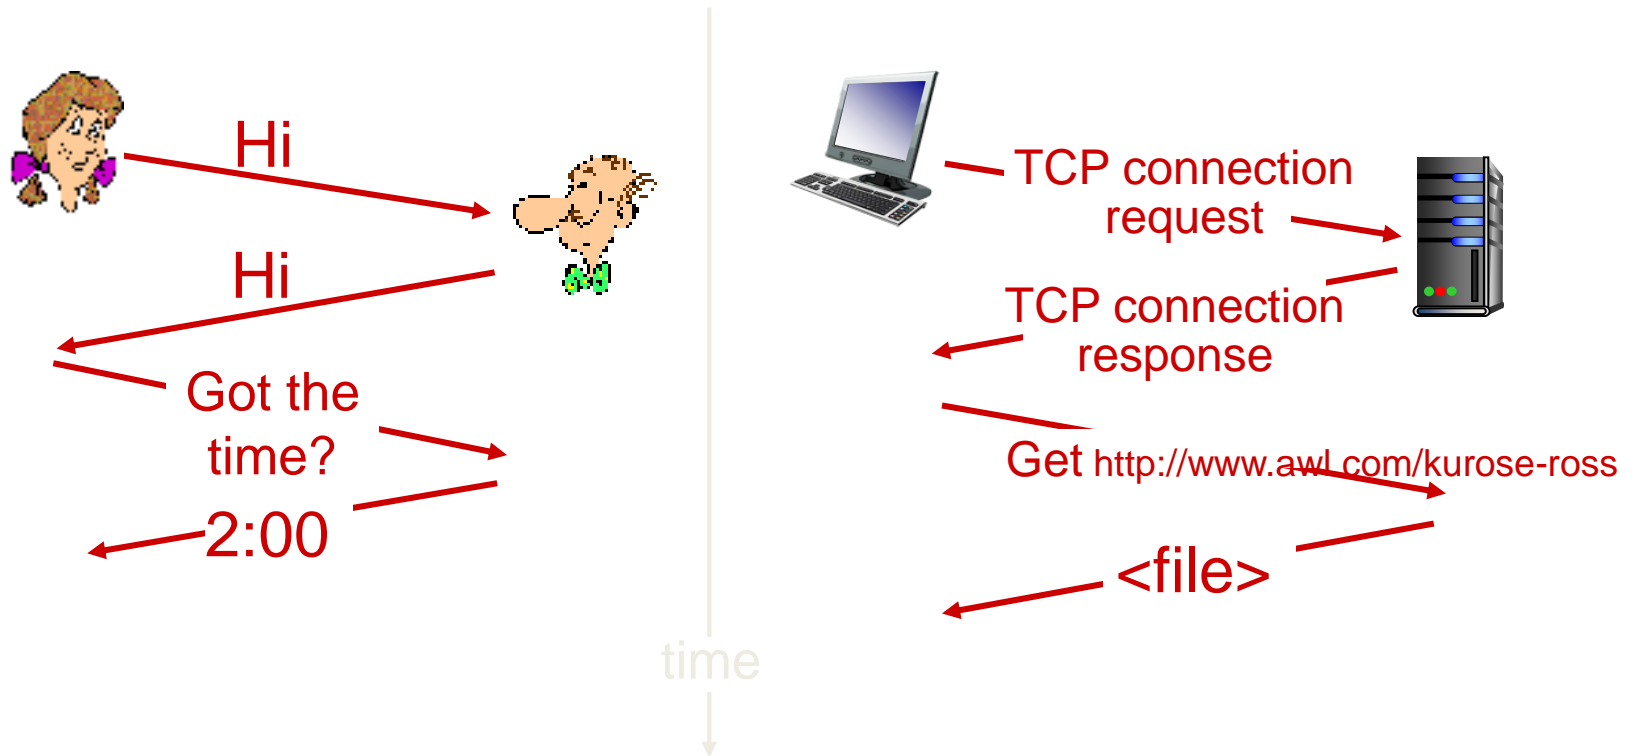 Hi
Hi
Got the
time?
2:00
time
TCP connection
request
TCP connection
response
Get http://www.awl.com/kurose-ross
<file>